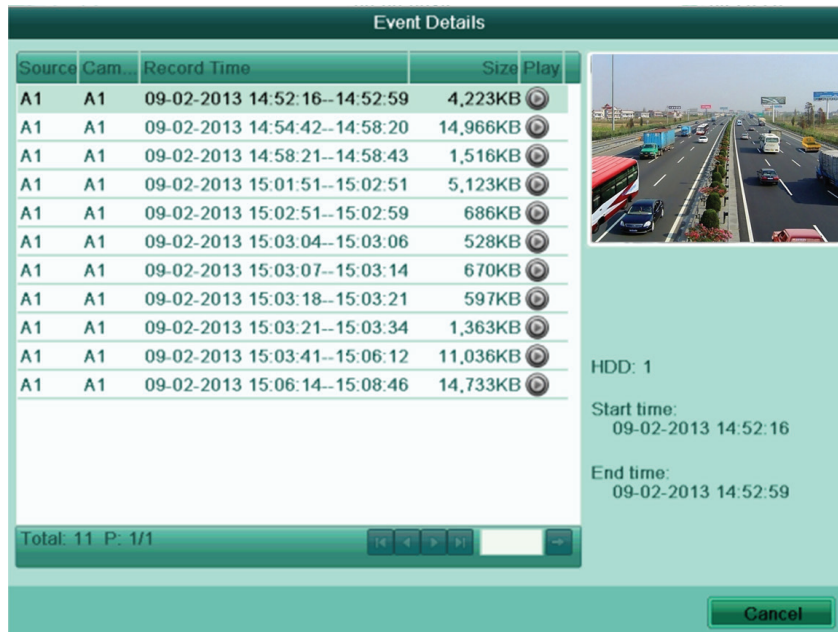 Event Details
Source Cam... Record Time Size Play
A1 A1 09-02-2013 14:52:16--14:52:59 4,223KB
A1 A1 09-02-2013 14:54:42--14:58:20 14,966KB
A1 A1 09-02-2013 14:58:21--14:58:43 1,516KB
A1 A1 09-02-2013 15:01:51--15:02:51 5,123KB
A1 A1 09-02-2013 15:02:51--15:02:59 686KB
A1 A1 09-02-2013 15:03:04--15:03:06 528KB
A1 A1 09-02-2013 15:03:07--15:03:14 670KB
A1 A1 09-02-2013 15:03:18--15:03:21 597KB
A1 A1 09-02-2013 15:03:21--15:03:34 1,363KB
A1 A1 09-02-2013 15:03:41--15:06:12 11,036KB
A1 A1 09-02-2013 15:06:14--15:08:46 14,733KB
Total: 11 P: 1/1
HDD: 1
Start time:
09-02-2013 14:52:16
End time:
09-02-2013 14:52:59
Cancel